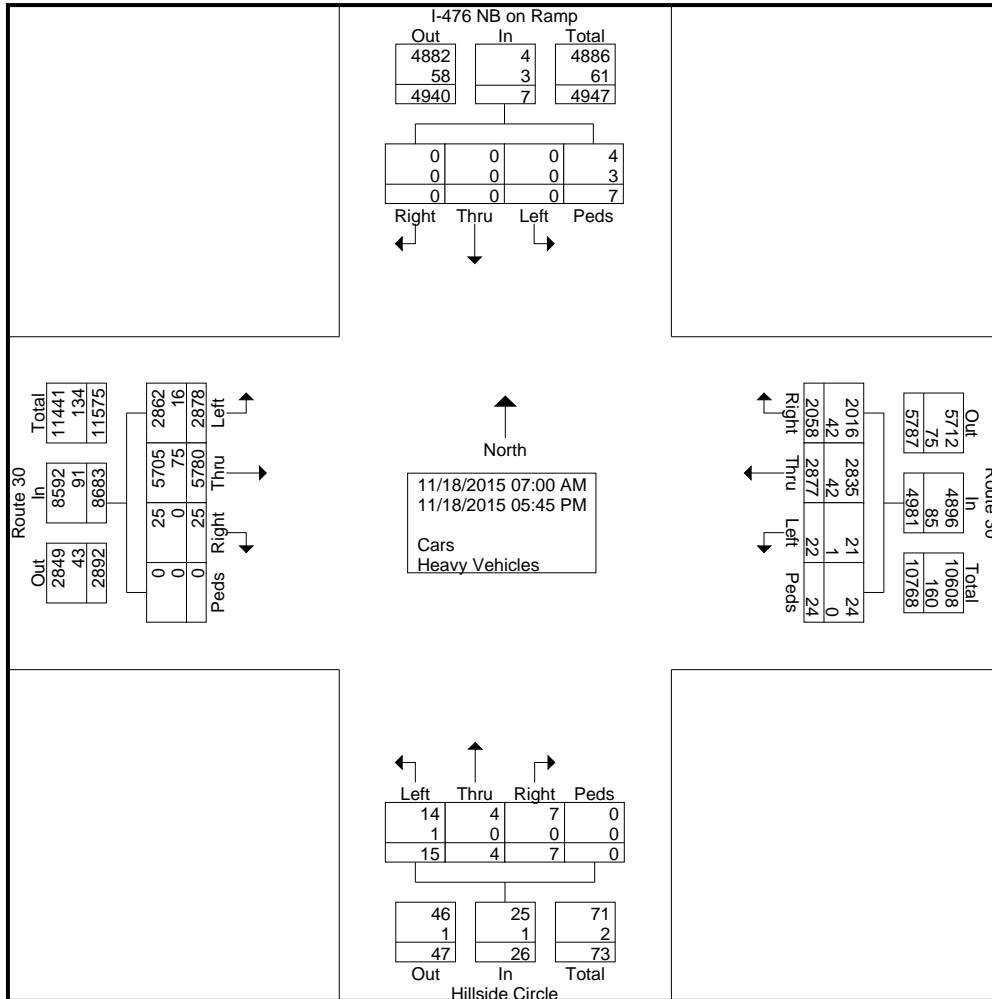 I-476 NB on Ramp
Out In Total
4882 4 4886
58 3 61
4940 7 4947
0 0 0 4
0 0 0 3
0 0 0 7
Right Thru Left Peds
Route 30
Total In Out
11441 8592 2849
134 91 43
11575 8683 2892
2862 5705 25 0
16 75 0 0
2878 5780 25 0
Left Thru Right Peds
North
11/18/2015 07:00 AM
11/18/2015 05:45 PM
Cars
Heavy Vehicles
Route 30
Out In Total
5712 4896 10608
75 85 160
5787 4981 10768
2016 2835 21 24
42 42 1 0
2058 2877 22 24
Right Thru Left Peds
Left Thru Right Peds
14 4 7 0
1 0 0 0
15 4 7 0
46 25 71
1 1 2
47 26 73
Out In Total
Hillside Circle